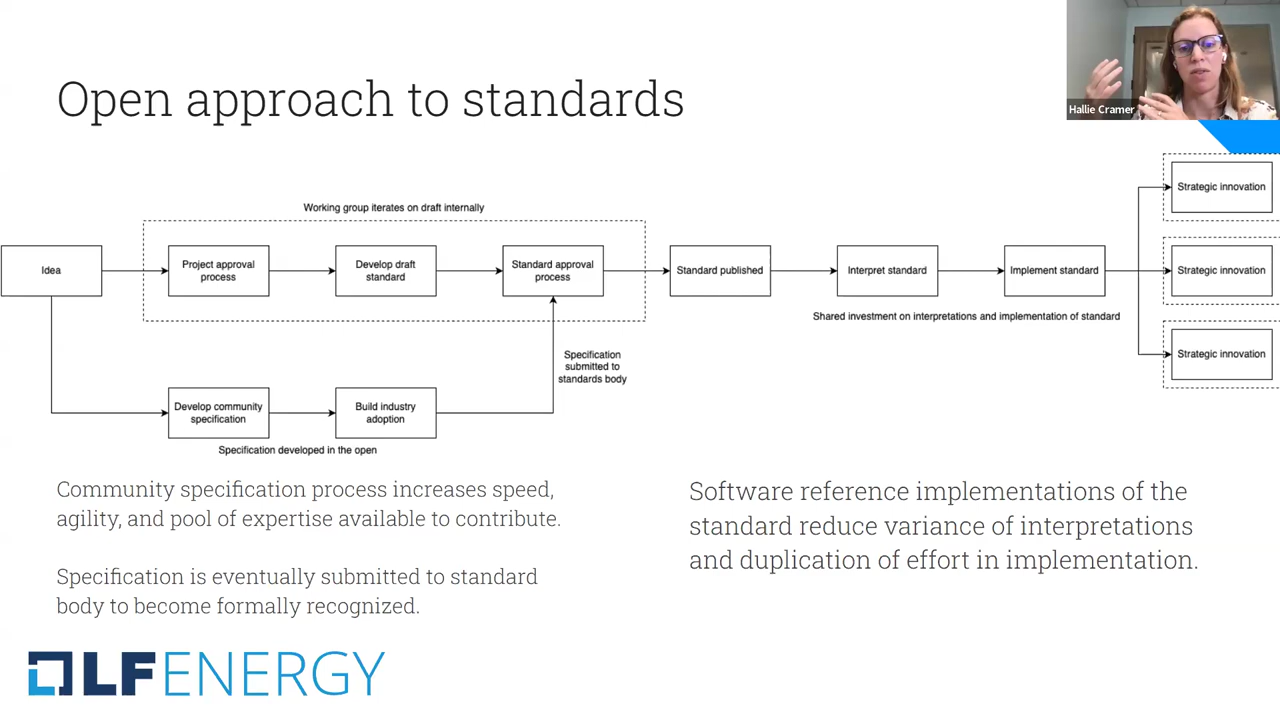 Open approach to standards
Hallie Cramer
Working group iterates on draft internally
Idea
Project approval
process
Develop draft
standard
Standard approval
process
Standard published
Interpret standard
Implement standard
Strategic innovation
Strategic innovation
Strategic innovation
Shared investment on interpretations and implementation of standard
Specification
submitted to
standards body
Develop community
specification
Build industry
adoption
Specification developed in the open
Community specification process increases speed,
agility, and pool of expertise available to contribute.
Specification is eventually submitted to standard
body to become formally recognized.
Software reference implementations of the
standard reduce variance of interpretations
and duplication of effort in implementation.
LFENERGY